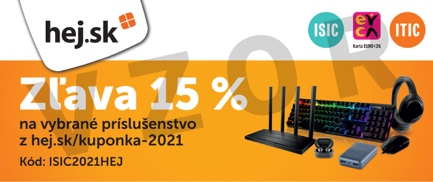 hej.sk
ISIC
EYCA
Karta EURO<26
ITIC
VZOR
Zľava 15 %
na vybrané príslušenstvo
z hej.sk/kuponka-2021
Kód: ISIC2021HEJ